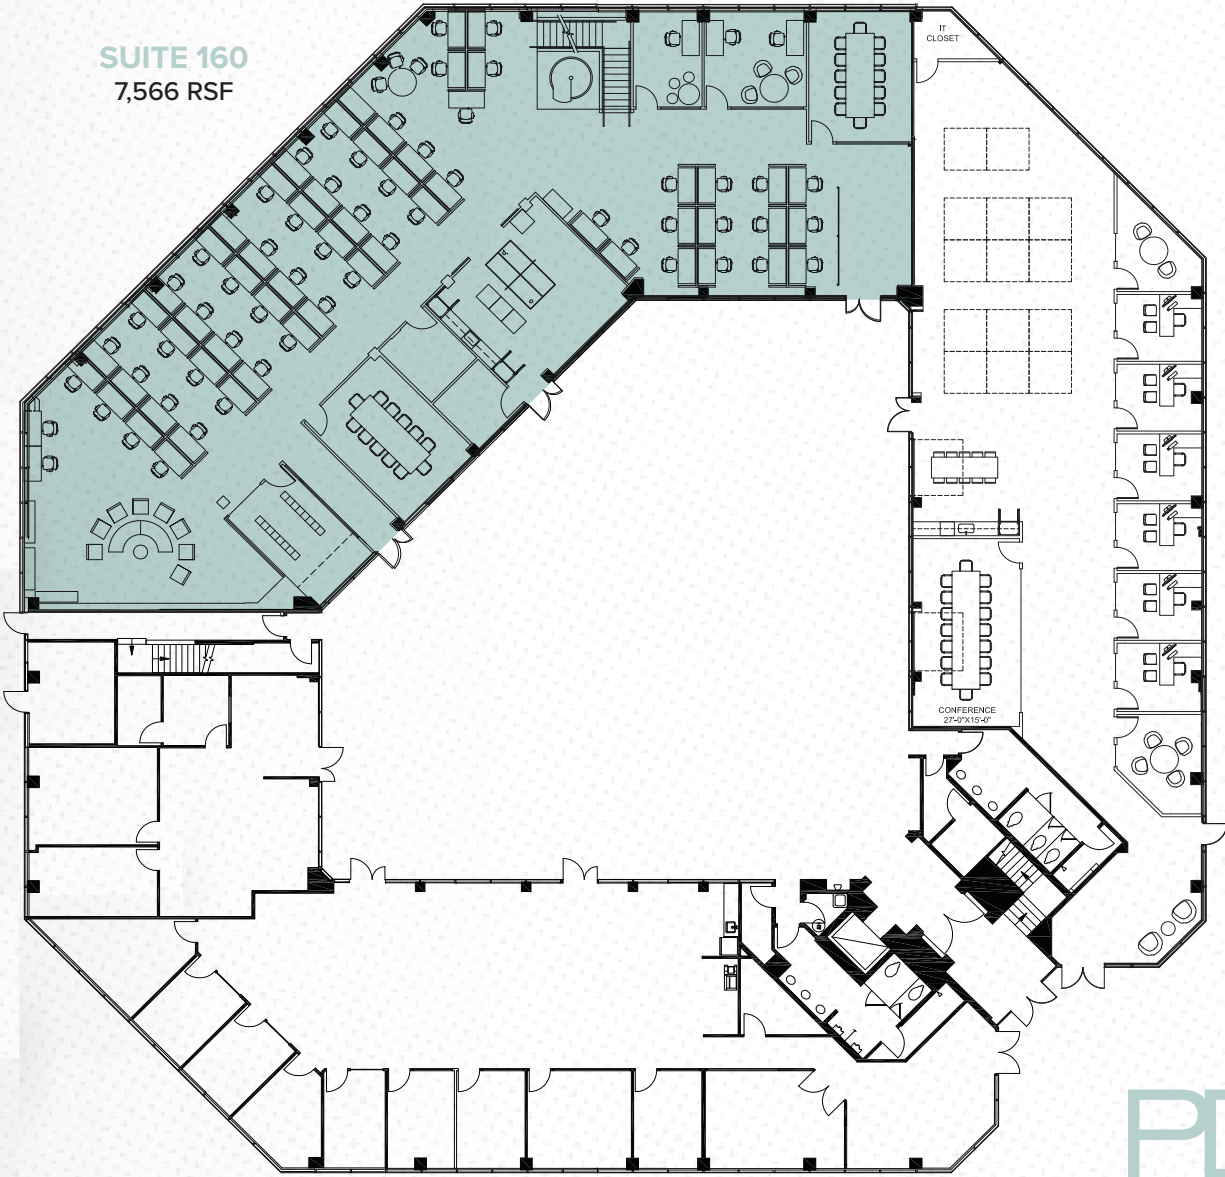 SUITE 160
7,566 RSF
IT
CLOSET
CONFERENCE
27'-0"X15'-0"